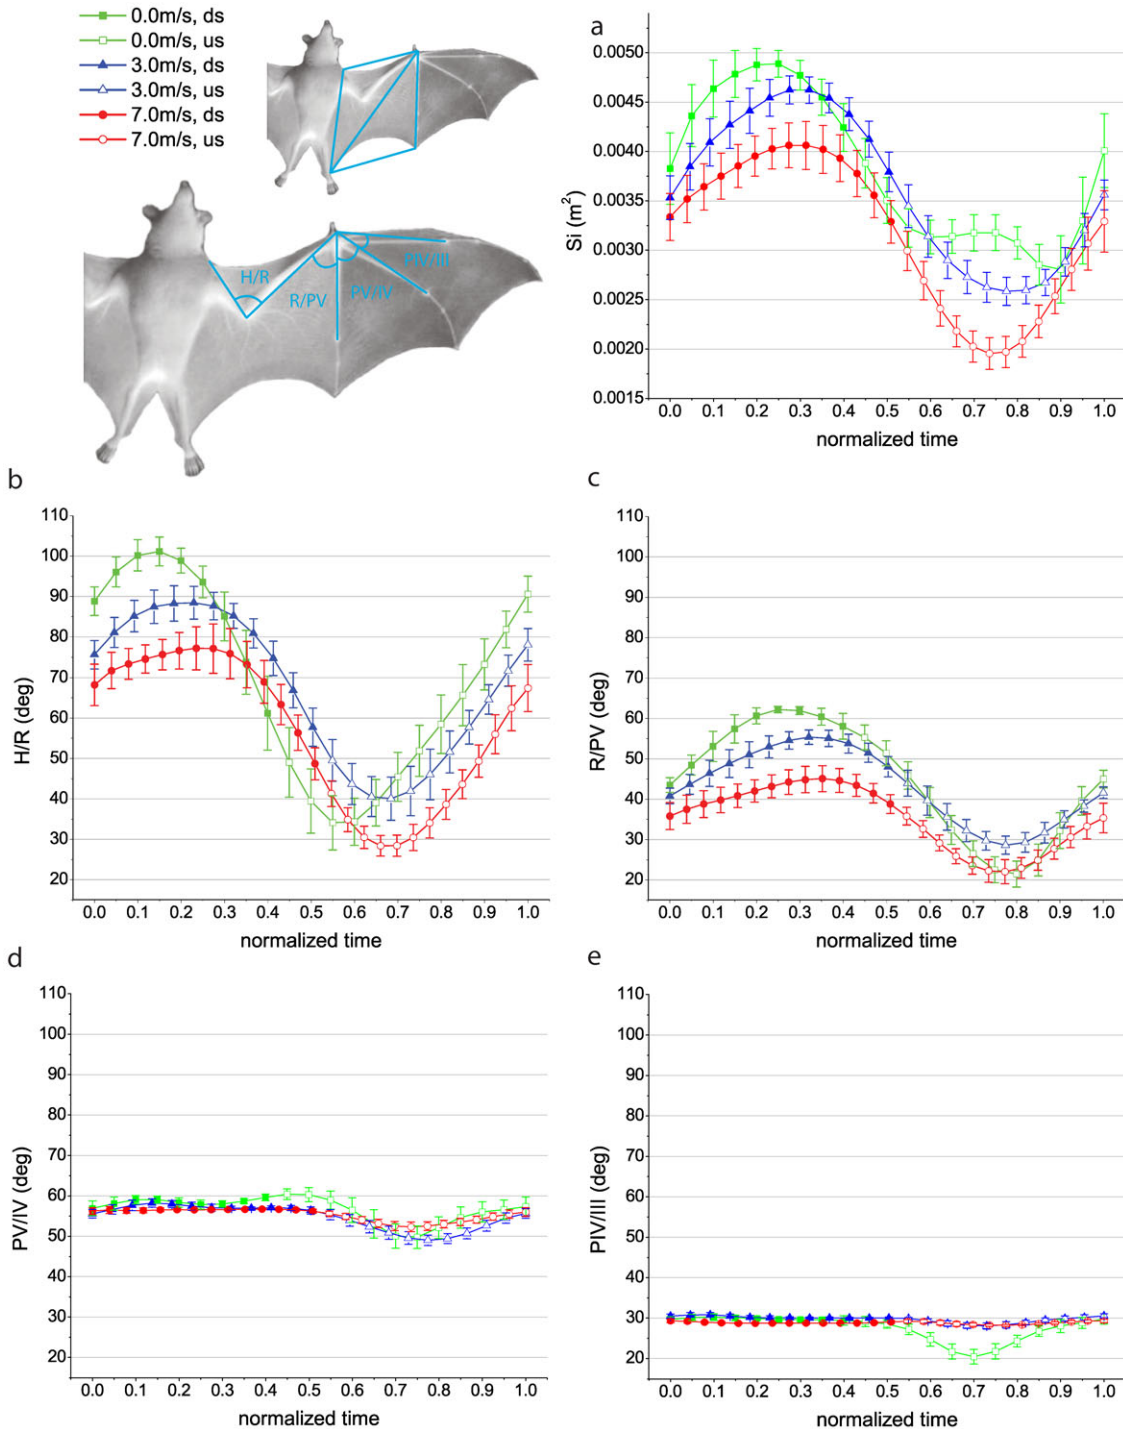 0.0m/s, ds
0.0m/s, us
3.0m/s, ds
3.0m/s, us
7.0m/s, ds
7.0m/s, us
H/R
R/PV
PV/IV
PIV/III
a
0.0050
0.0045
0.0040
0.0035
0.0030
0.0025
0.0020
0.0015
Si (m²)
0.0 0.1 0.2 0.3 0.4 0.5 0.6 0.7 0.8 0.9 1.0
normalized time
b
110
100
90
80
70
60
50
40
30
20
H/R (deg)
0.0 0.1 0.2 0.3 0.4 0.5 0.6 0.7 0.8 0.9 1.0
normalized time
c
110
100
90
80
70
60
50
40
30
20
R/PV (deg)
0.0 0.1 0.2 0.3 0.4 0.5 0.6 0.7 0.8 0.9 1.0
normalized time
d
110
100
90
80
70
60
50
40
30
20
PV/IV (deg)
0.0 0.1 0.2 0.3 0.4 0.5 0.6 0.7 0.8 0.9 1.0
normalized time
e
110
100
90
80
70
60
50
40
30
20
PIV/III (deg)
0.0 0.1 0.2 0.3 0.4 0.5 0.6 0.7 0.8 0.9 1.0
normalized time